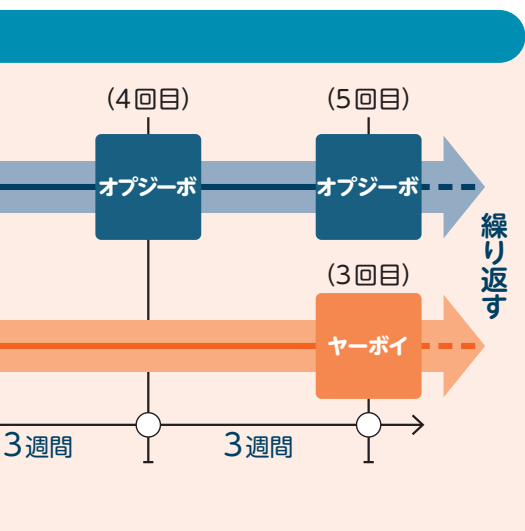 (4回目)
(5回目)
オプジーボ
オプジーボ
繰り返す
(3回目)
ヤーボイ
3週間
3週間